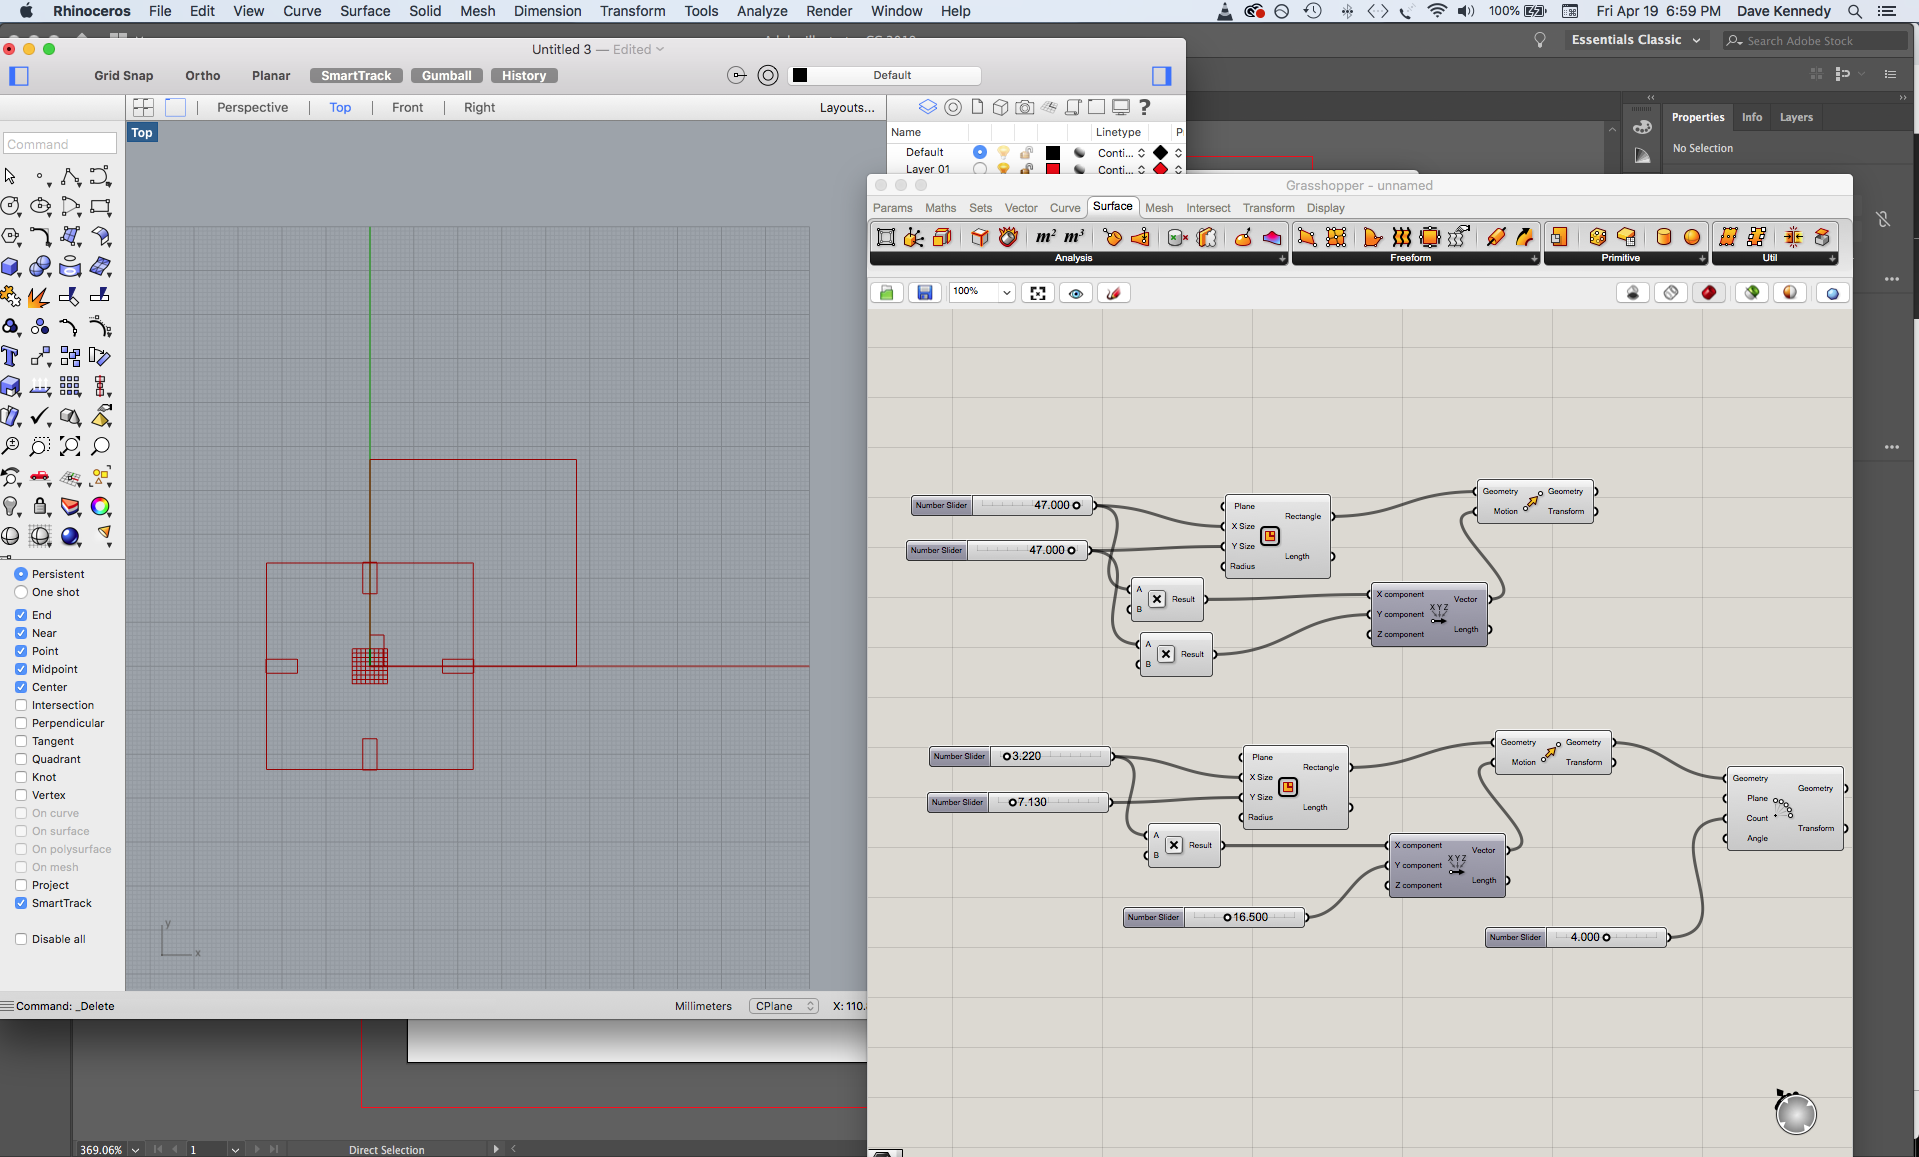 Rhinoceros File Edit View Curve Surface Solid Mesh Dimension Transform Tools Analyze Render Window Help
100% Fri Apr 19 6:59 PM Dave Kennedy
Untitled 3 — Edited
Essentials Classic
Search Adobe Stock
Grid Snap Ortho Planar SmartTrack Gumball History
Default
Perspective Top Front Right Layouts...
Top
Command
Name Linetype P
Default Conti...
Layer 01 Conti...
Properties Info Layers
No Selection
Grasshopper - unnamed
Params Maths Sets Vector Curve Surface Mesh Intersect Transform Display
m² m³
Analysis Freeform Primitive Util
100%
Number Slider 47.000
Number Slider 47.000
Plane
X Size
Y Size
Radius
Rectangle
Length
Geometry
Motion
Geometry
Transform
A
B
Result
A
B
Result
X component
Y component
Z component
X Y Z
Vector
Length
Number Slider 3.220
Number Slider 7.130
Plane
X Size
Y Size
Radius
Rectangle
Length
Geometry
Motion
Geometry
Transform
A
B
Result
X component
Y component
Z component
X Y Z
Vector
Length
Number Slider 16.500
Geometry
Plane
Count
Angle
Geometry
Transform
Number Slider 4.000
Persistent
One shot
End
Near
Point
Midpoint
Center
Intersection
Perpendicular
Tangent
Quadrant
Knot
Vertex
On curve
On surface
On polysurface
On mesh
Project
SmartTrack
Disable all
y
x
Command: _Delete
Millimeters CPlane X: 110.
369.06% 1 Direct Selection